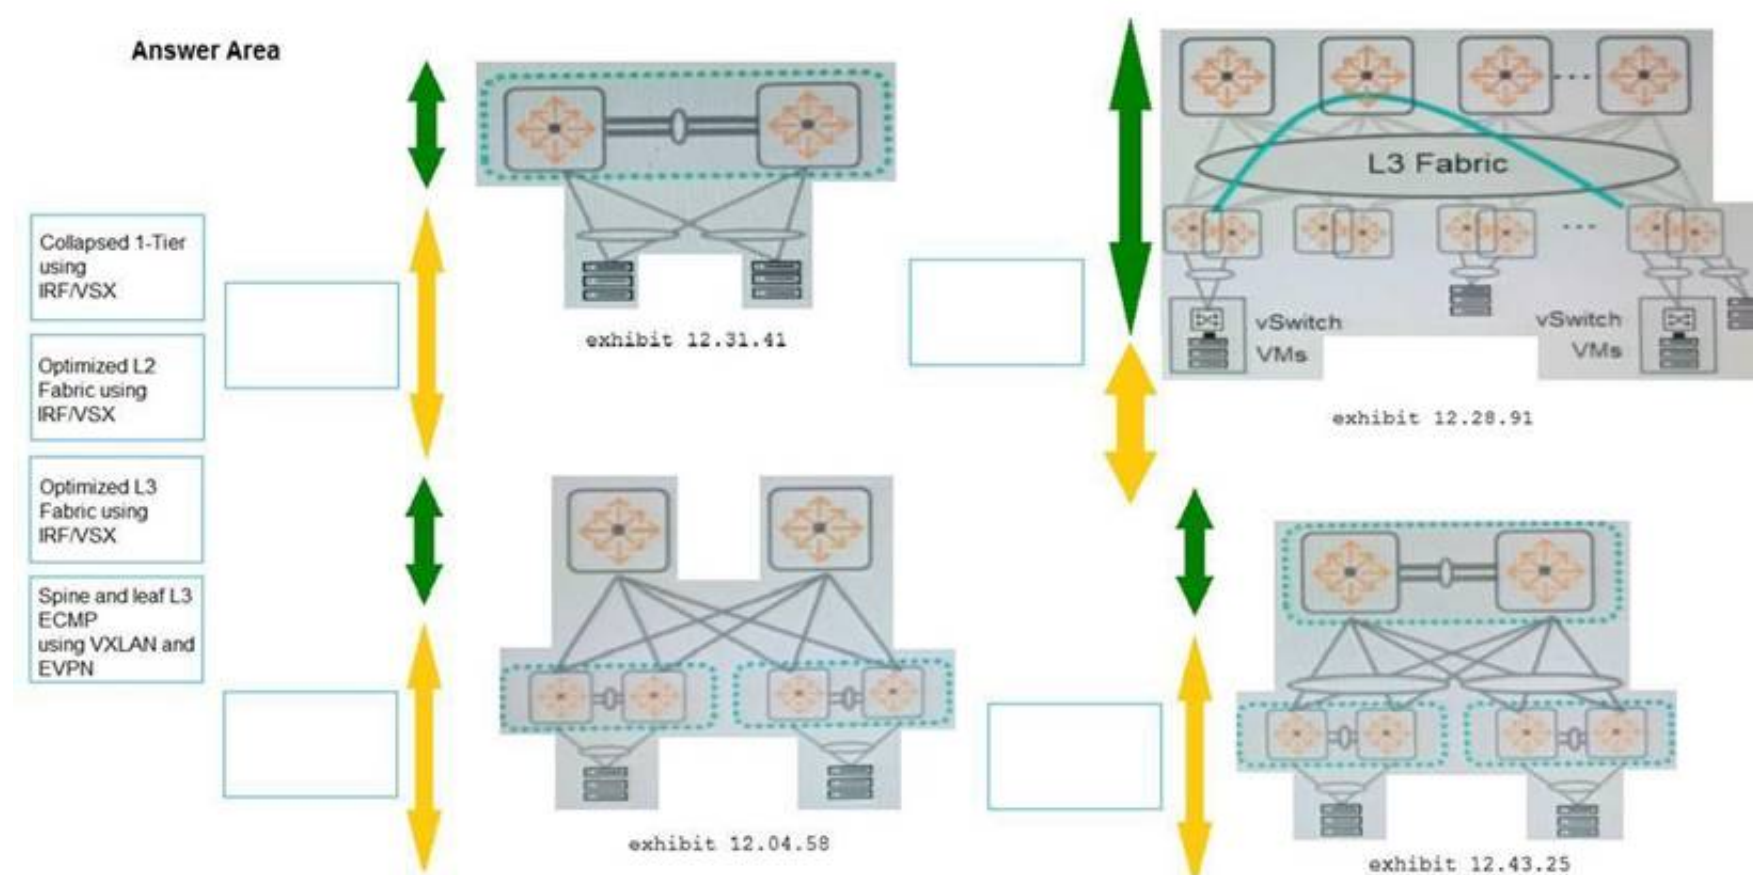 Answer Area
Collapsed 1-Tier
using
IRF/VSX
Optimized L2
Fabric using
IRF/VSX
Optimized L3
Fabric using
IRF/VSX
Spine and leaf L3
ECMP
using VXLAN and
EVPN
exhibit 12.31.41
L3 Fabric
vSwitch
VMs
vSwitch
VMs
exhibit 12.28.91
exhibit 12.04.58
exhibit 12.43.25